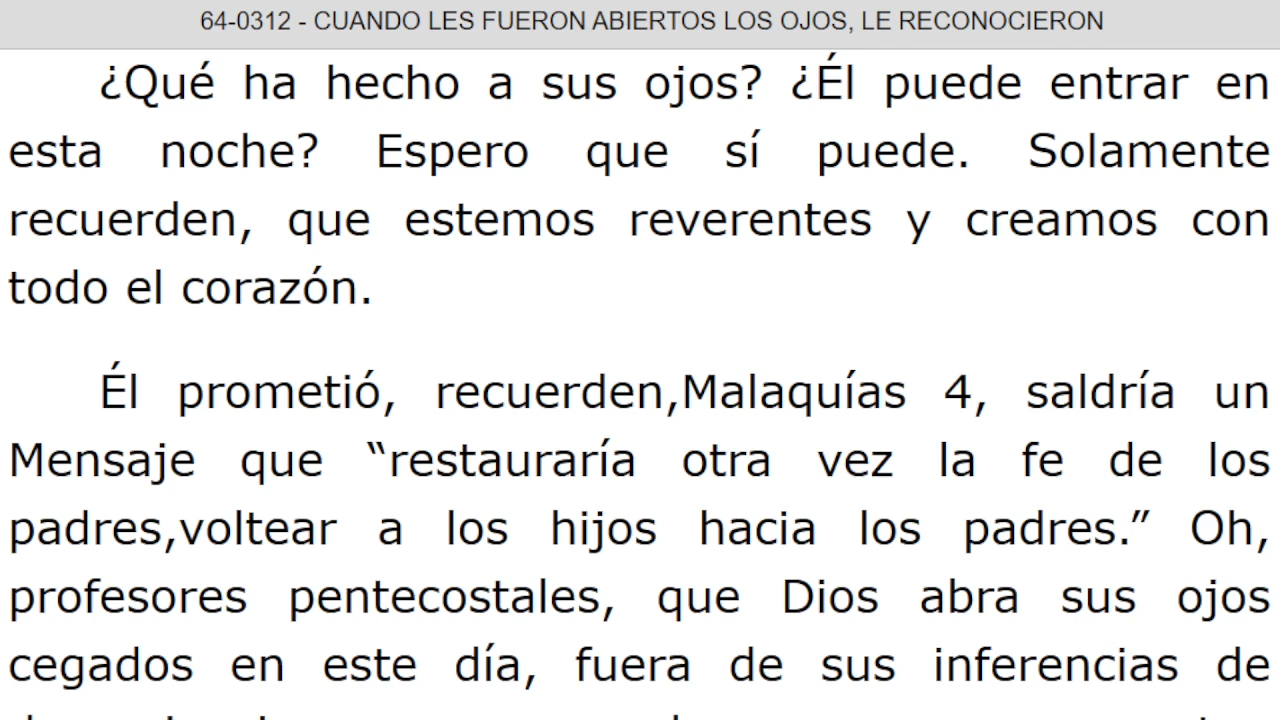 64-0312 - CUANDO LES FUERON ABIERTOS LOS OJOS, LE RECONOCIERON
¿Qué ha hecho a sus ojos? ¿Él puede entrar en
esta noche? Espero que sí puede. Solamente
recuerden, que estemos reverentes y creamos con
todo el corazón.
Él prometió, recuerden,Malaquías 4, saldría un
Mensaje que “restauraría otra vez la fe de los
padres,voltear a los hijos hacia los padres.” Oh,
profesores pentecostales, que Dios abra sus ojos
cegados en este día, fuera de sus inferencias de